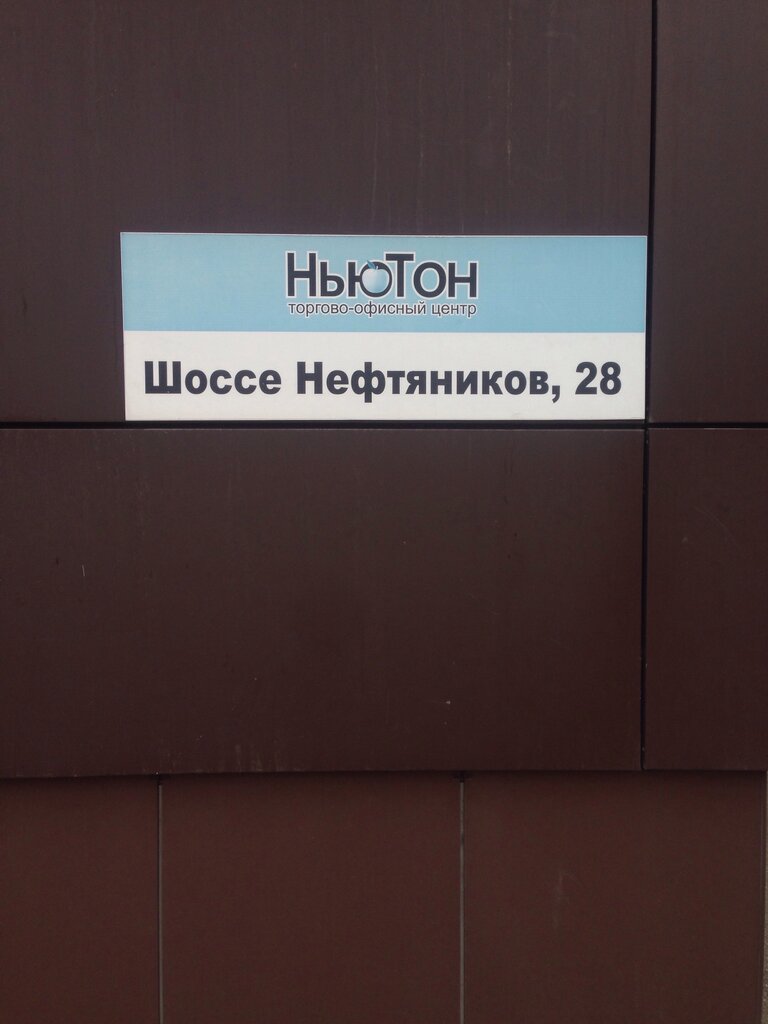 НьюТон
торгово-офисный центр
Шоссе Нефтяников, 28